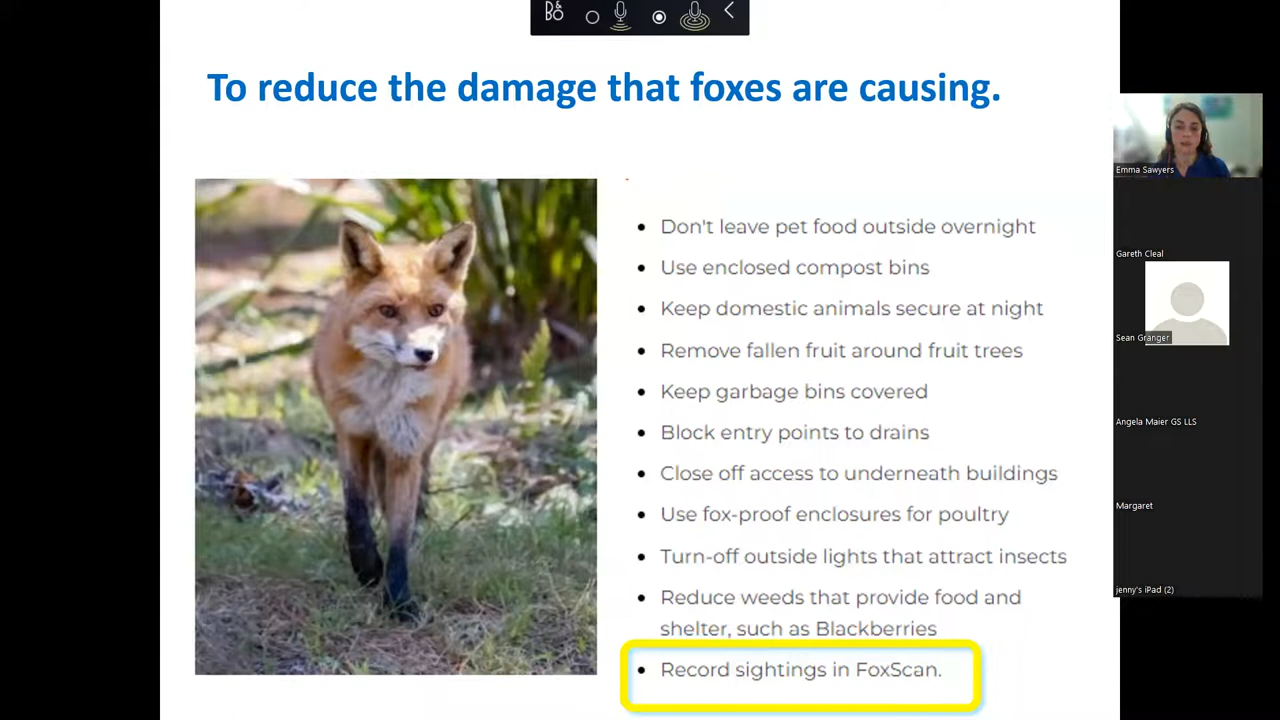 B&O
To reduce the damage that foxes are causing.
Don't leave pet food outside overnight
Use enclosed compost bins
Keep domestic animals secure at night
Remove fallen fruit around fruit trees
Keep garbage bins covered
Block entry points to drains
Close off access to underneath buildings
Use fox-proof enclosures for poultry
Turn-off outside lights that attract insects
Reduce weeds that provide food and
shelter, such as Blackberries
Record sightings in FoxScan.
Emma Sawyers
Gareth Cleal
Sean Granger
Angela Maier GS LLS
Margaret
jenny's iPad (2)